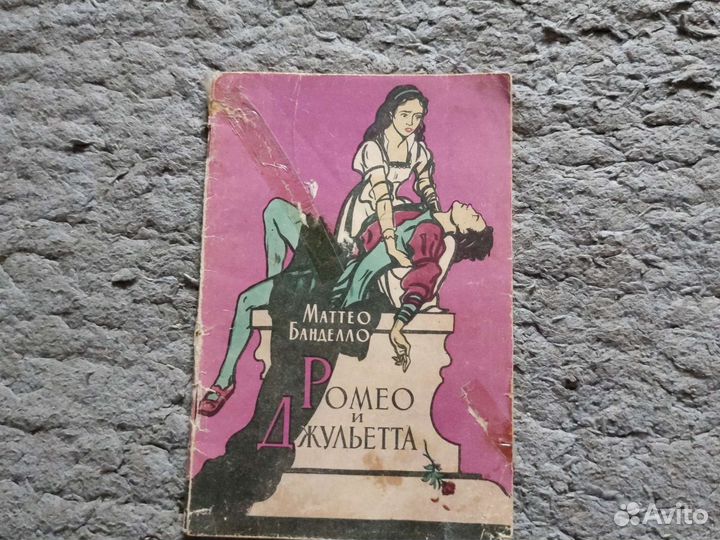 Маттео
Банделло
Ромео
и
Джульетта
Avito